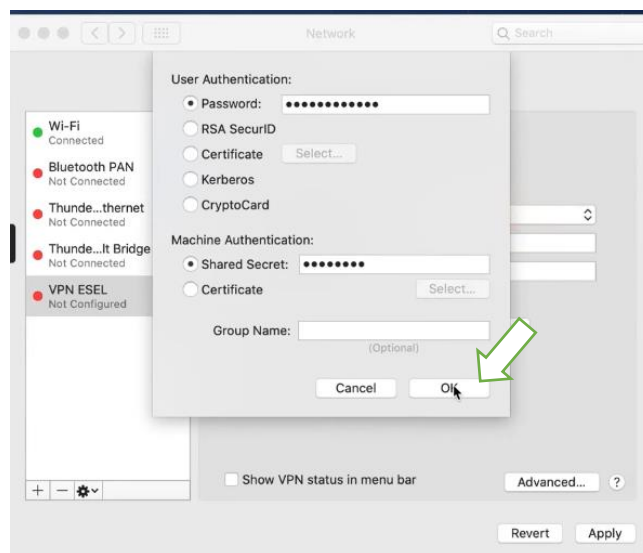 Network
Search
User Authentication:
Password: ••••••••••••
RSA SecurID
Certificate Select...
Kerberos
CryptoCard
Machine Authentication:
Shared Secret: ••••••••
Certificate Select...
Group Name:
(Optional)
Cancel OK
Wi-Fi
Connected
Bluetooth PAN
Not Connected
Thunde...thernet
Not Connected
Thunde...lt Bridge
Not Connected
VPN ESEL
Not Configured
Show VPN status in menu bar
Advanced... ?
Revert Apply